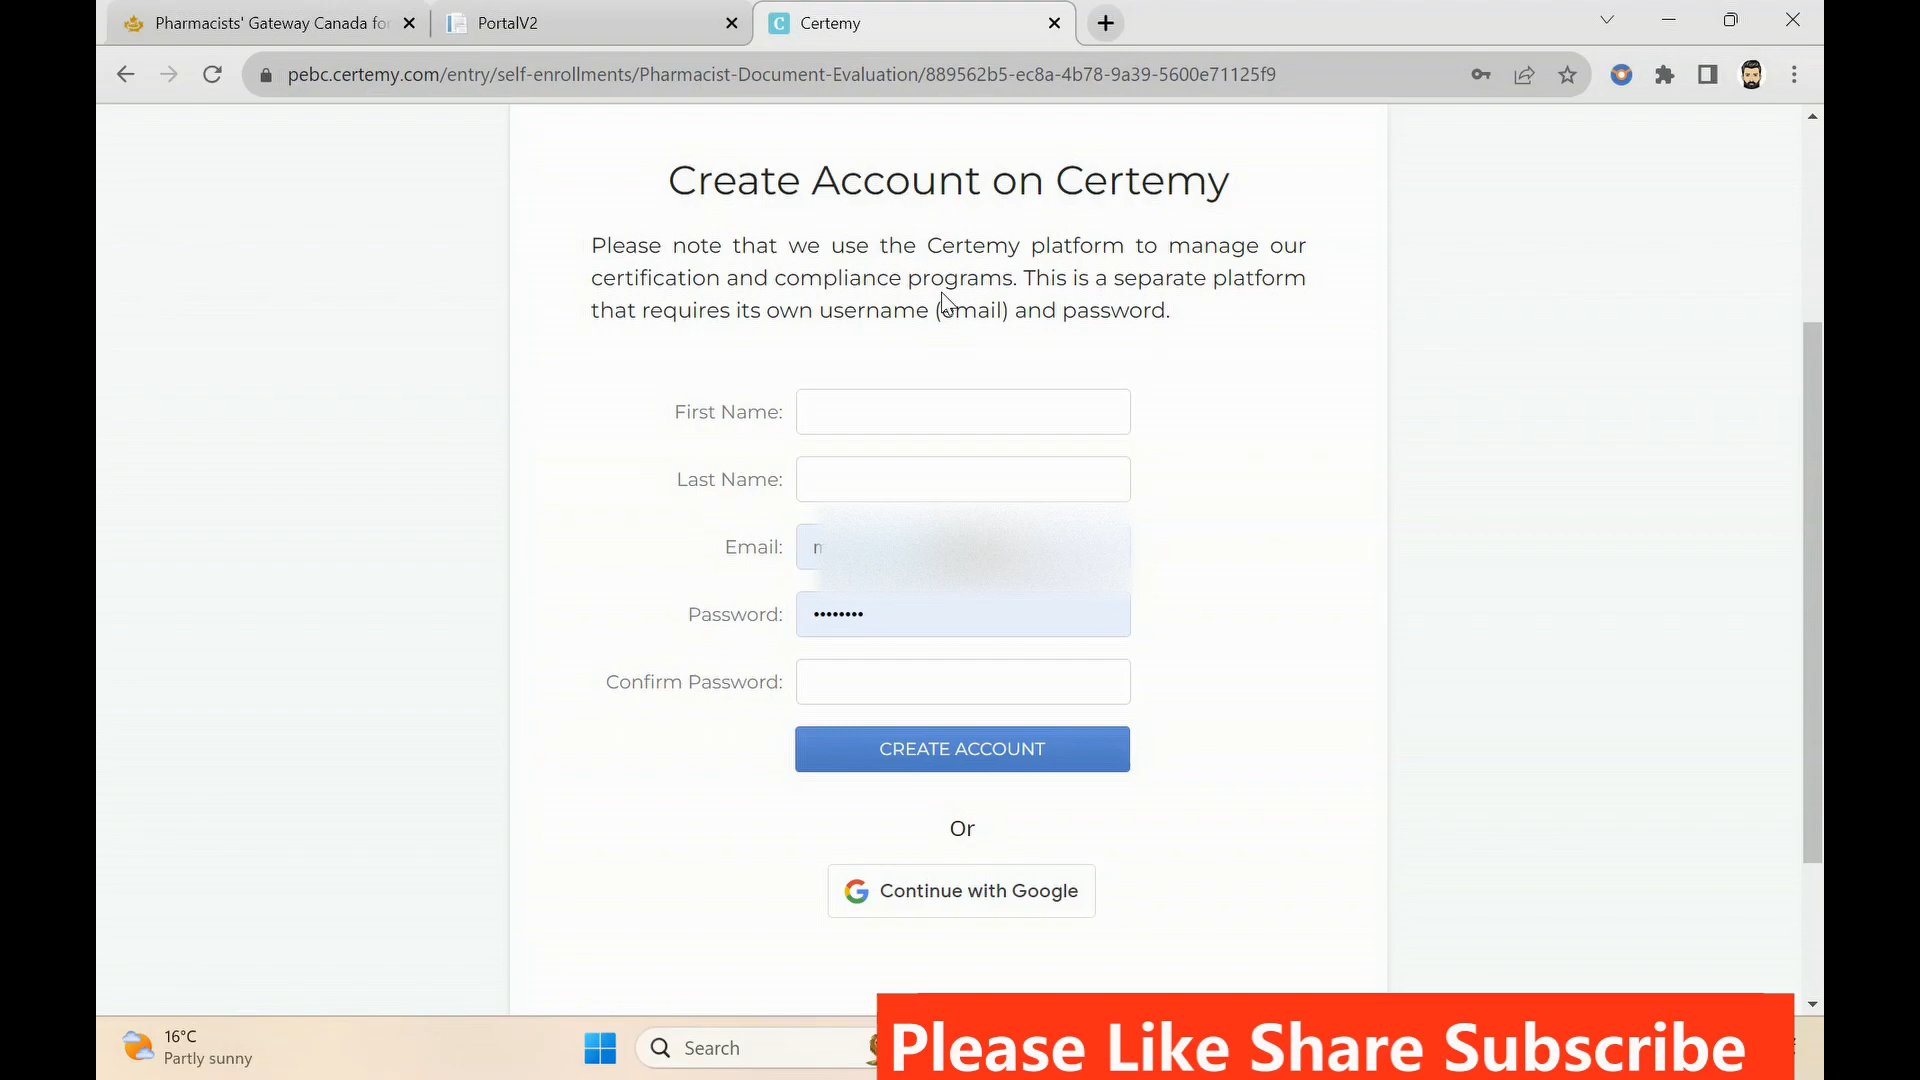 Pharmacists' Gateway Canada for
PortalV2
Certemy
pebc.certemy.com/entry/self-enrollments/Pharmacist-Document-Evaluation/889562b5-ec8a-4b78-9a39-5600e71125f9
Create Account on Certemy
Please note that we use the Certemy platform to manage our
certification and compliance programs. This is a separate platform
that requires its own username (email) and password.
First Name:
Last Name:
Email:
Password: ••••••••
Confirm Password:
CREATE ACCOUNT
Or
Continue with Google
16°C
Partly sunny
Search
Please Like Share Subscribe